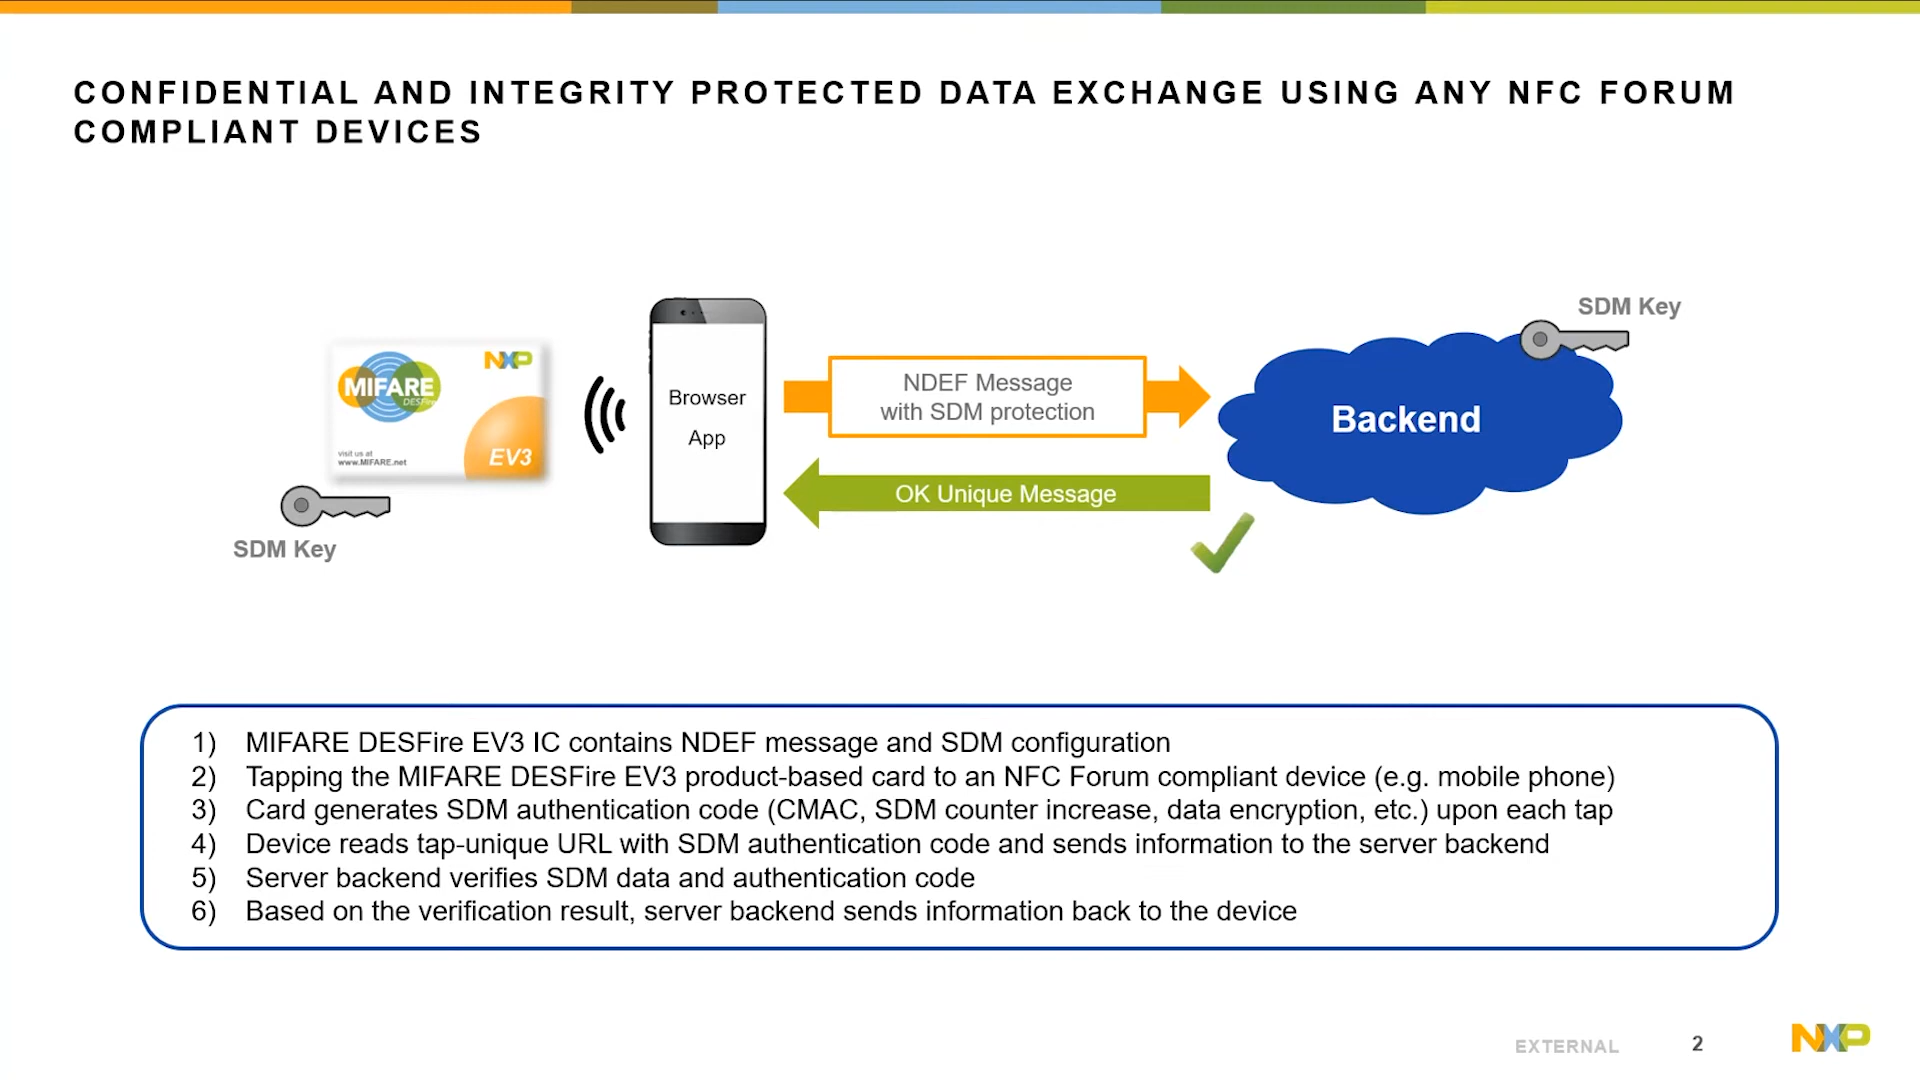 CONFIDENTIAL AND INTEGRITY PROTECTED DATA EXCHANGE USING ANY NFC FORUM
COMPLIANT DEVICES
SDM Key
NXP
MIFARE
DESFire
visit us at
www.MIFARE.net
EV3
SDM Key
Browser
App
NDEF Message
with SDM protection
OK Unique Message
Backend
1) MIFARE DESFire EV3 IC contains NDEF message and SDM configuration
2) Tapping the MIFARE DESFire EV3 product-based card to an NFC Forum compliant device (e.g. mobile phone)
3) Card generates SDM authentication code (CMAC, SDM counter increase, data encryption, etc.) upon each tap
4) Device reads tap-unique URL with SDM authentication code and sends information to the server backend
5) Server backend verifies SDM data and authentication code
6) Based on the verification result, server backend sends information back to the device
EXTERNAL
2
NXP